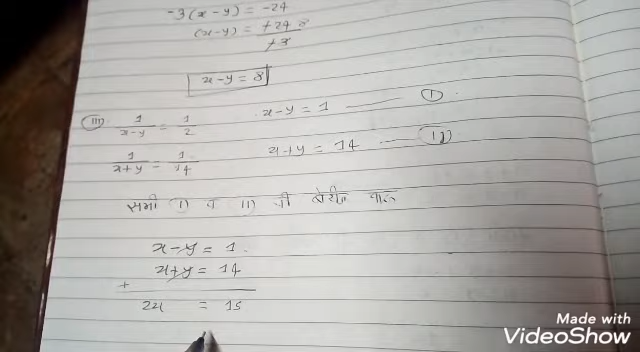 -3(x-y) = -24
(x-y) = +24 8 / +3
x-y = 8
(III) 1/x-y = 1/2 x-y = 1 —— (I)
1/x+y = 1/14 x+y = 14 —— (II)
समी I) व II) ची बेरीज
x-y = 1.
x+y = 14
+
2x = 15
Made with
VideoShow